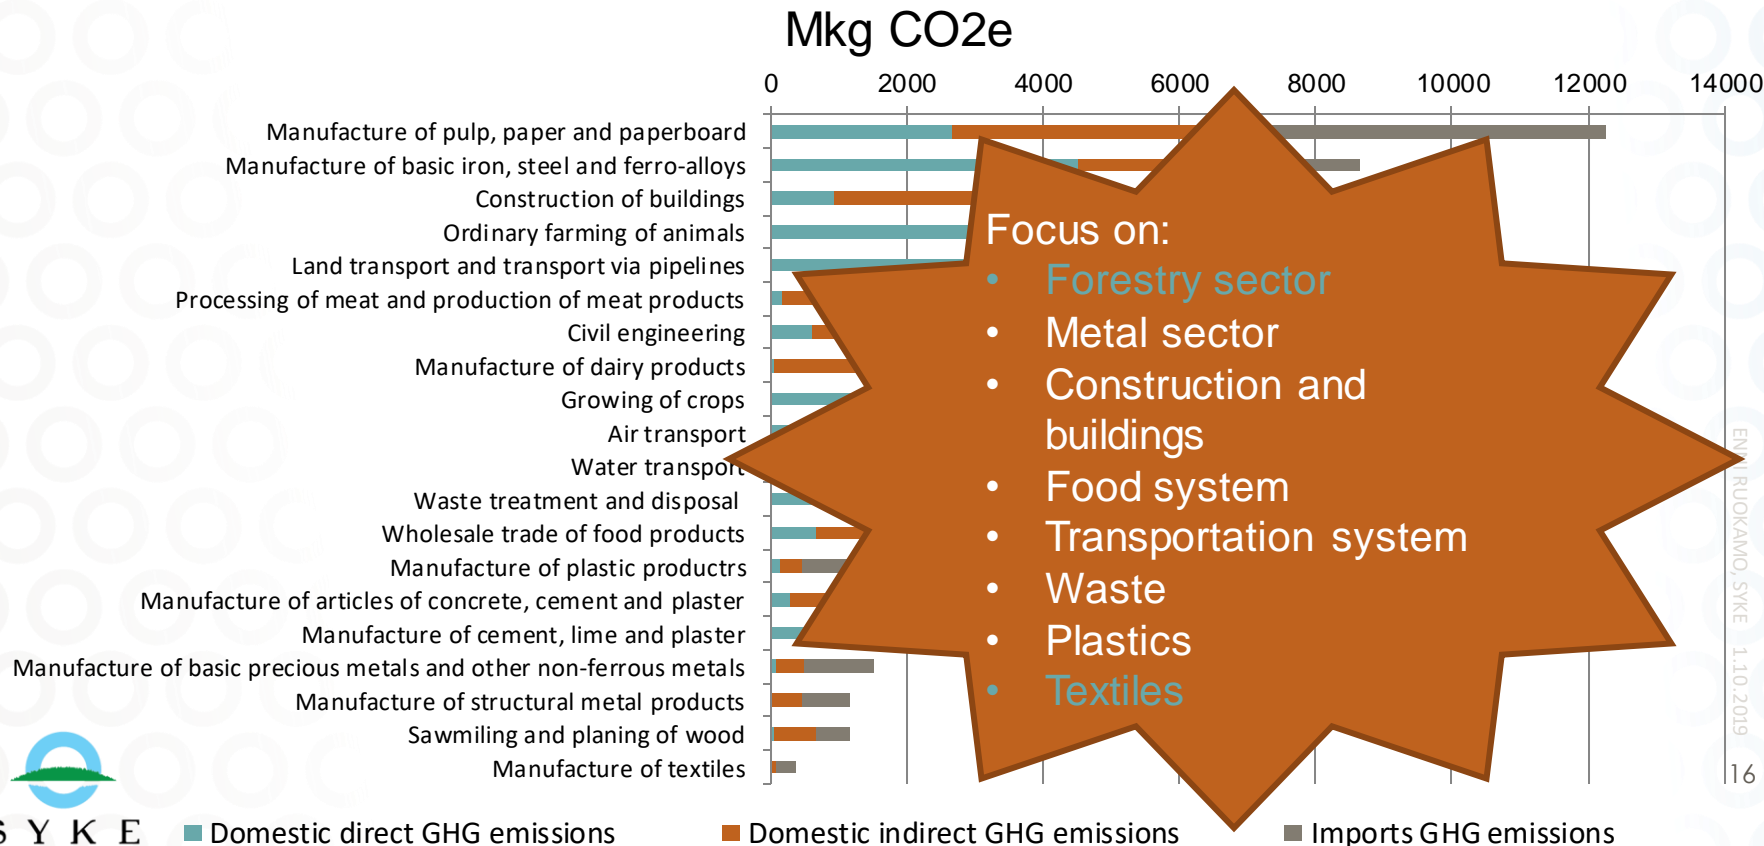 Mkg CO2e
0 2000 4000 6000 8000 10000 12000 14000
Manufacture of pulp, paper and paperboard
Manufacture of basic iron, steel and ferro-alloys
Construction of buildings
Ordinary farming of animals
Land transport and transport via pipelines
Processing of meat and production of meat products
Civil engineering
Manufacture of dairy products
Growing of crops
Air transport
Water transport
Waste treatment and disposal
Wholesale trade of food products
Manufacture of plastic productrs
Manufacture of articles of concrete, cement and plaster
Manufacture of cement, lime and plaster
Manufacture of basic precious metals and other non-ferrous metals
Manufacture of structural metal products
Sawmiling and planing of wood
Manufacture of textiles
Focus on:
• Forestry sector
• Metal sector
• Construction and
buildings
• Food system
• Transportation system
• Waste
• Plastics
• Textiles
ENNI RUOKAMO, SYKE 1.10.2019
16
SYKE
Domestic direct GHG emissions
Domestic indirect GHG emissions
Imports GHG emissions